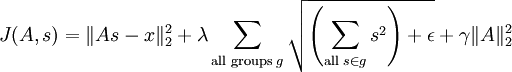 J(A, s) = ‖As − x‖₂² + λ ∑_{all groups g} √((∑_{all s∈g} s²) + ϵ) + γ‖A‖₂²